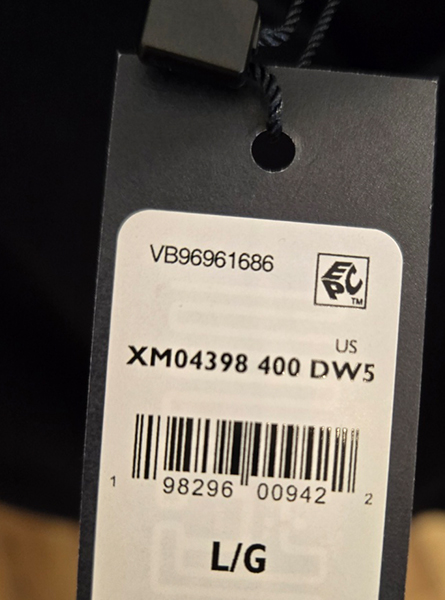 VB96961686
EPC
TM
US
XM04398 400 DW5
1 98296 00942 2
L/G